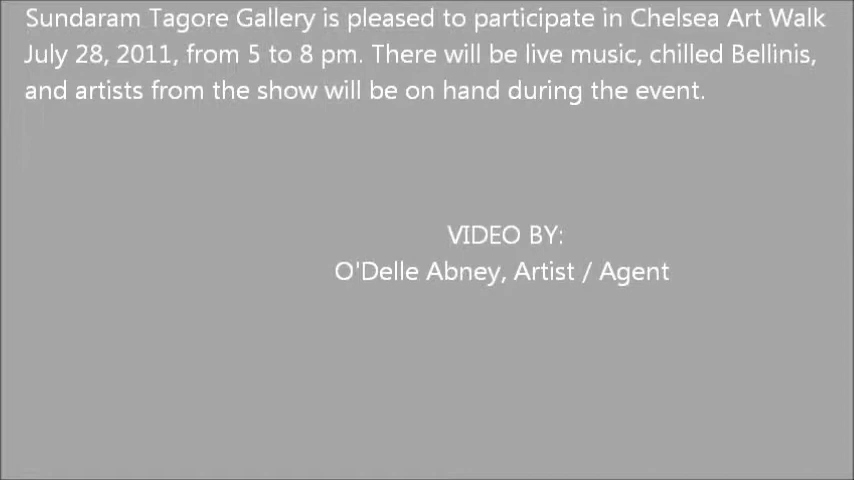 Sundaram Tagore Gallery is pleased to participate in Chelsea Art Walk
July 28, 2011, from 5 to 8 pm. There will be live music, chilled Bellinis,
and artists from the show will be on hand during the event.
VIDEO BY:
O'Delle Abney, Artist / Agent